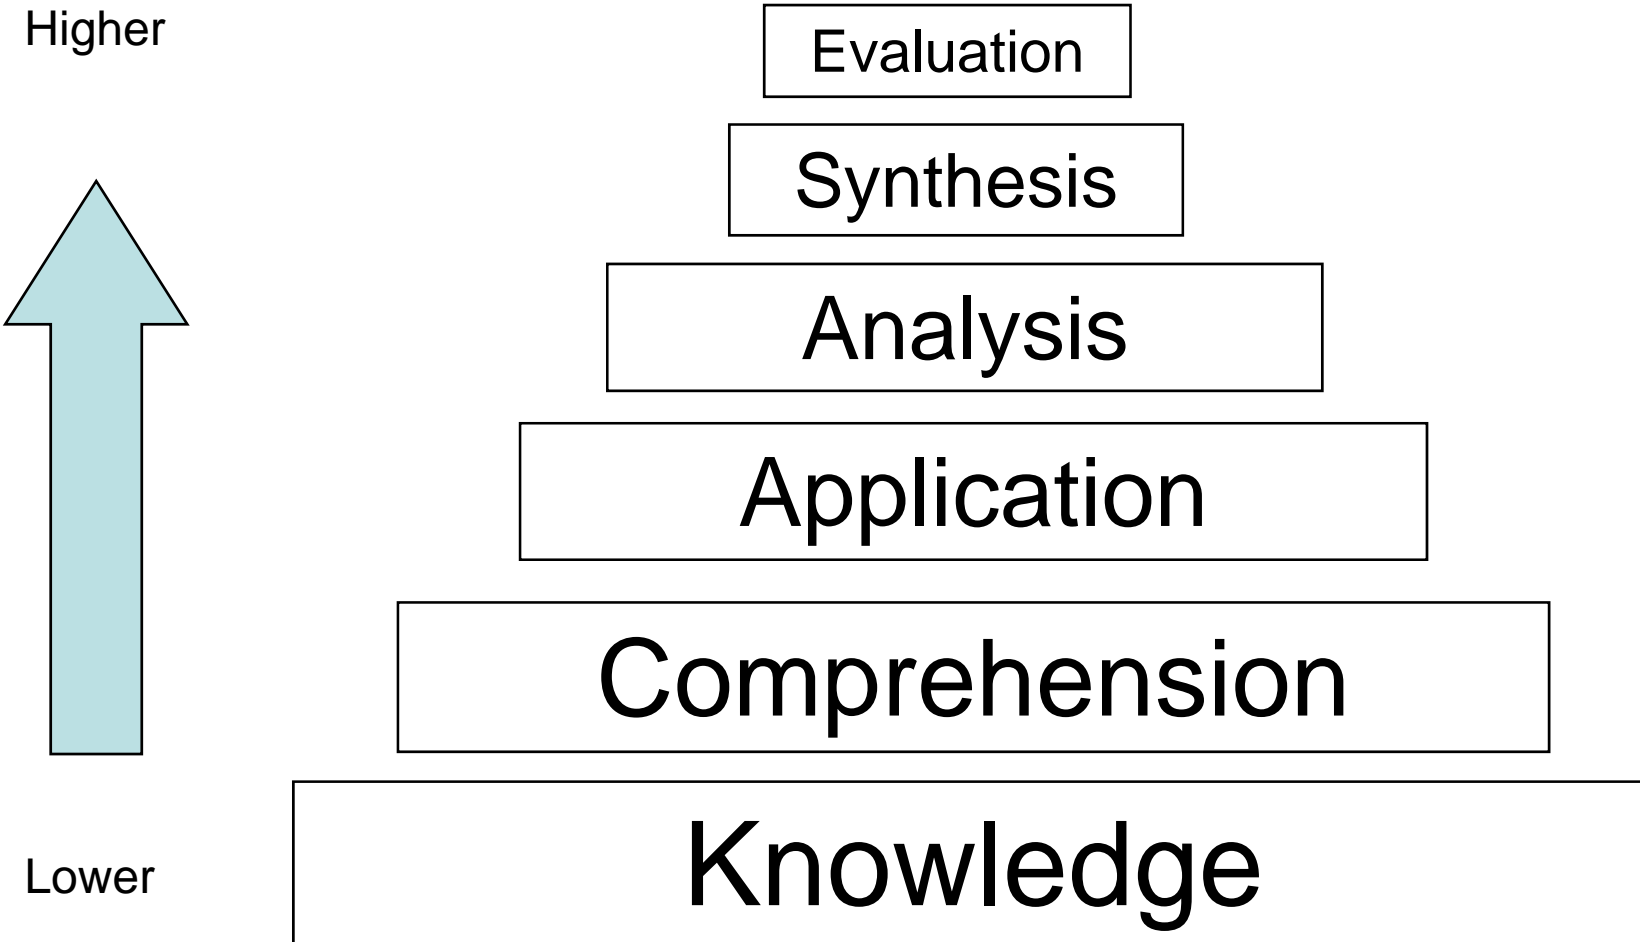 Higher
Evaluation
Synthesis
Analysis
Application
Comprehension
Knowledge
Lower